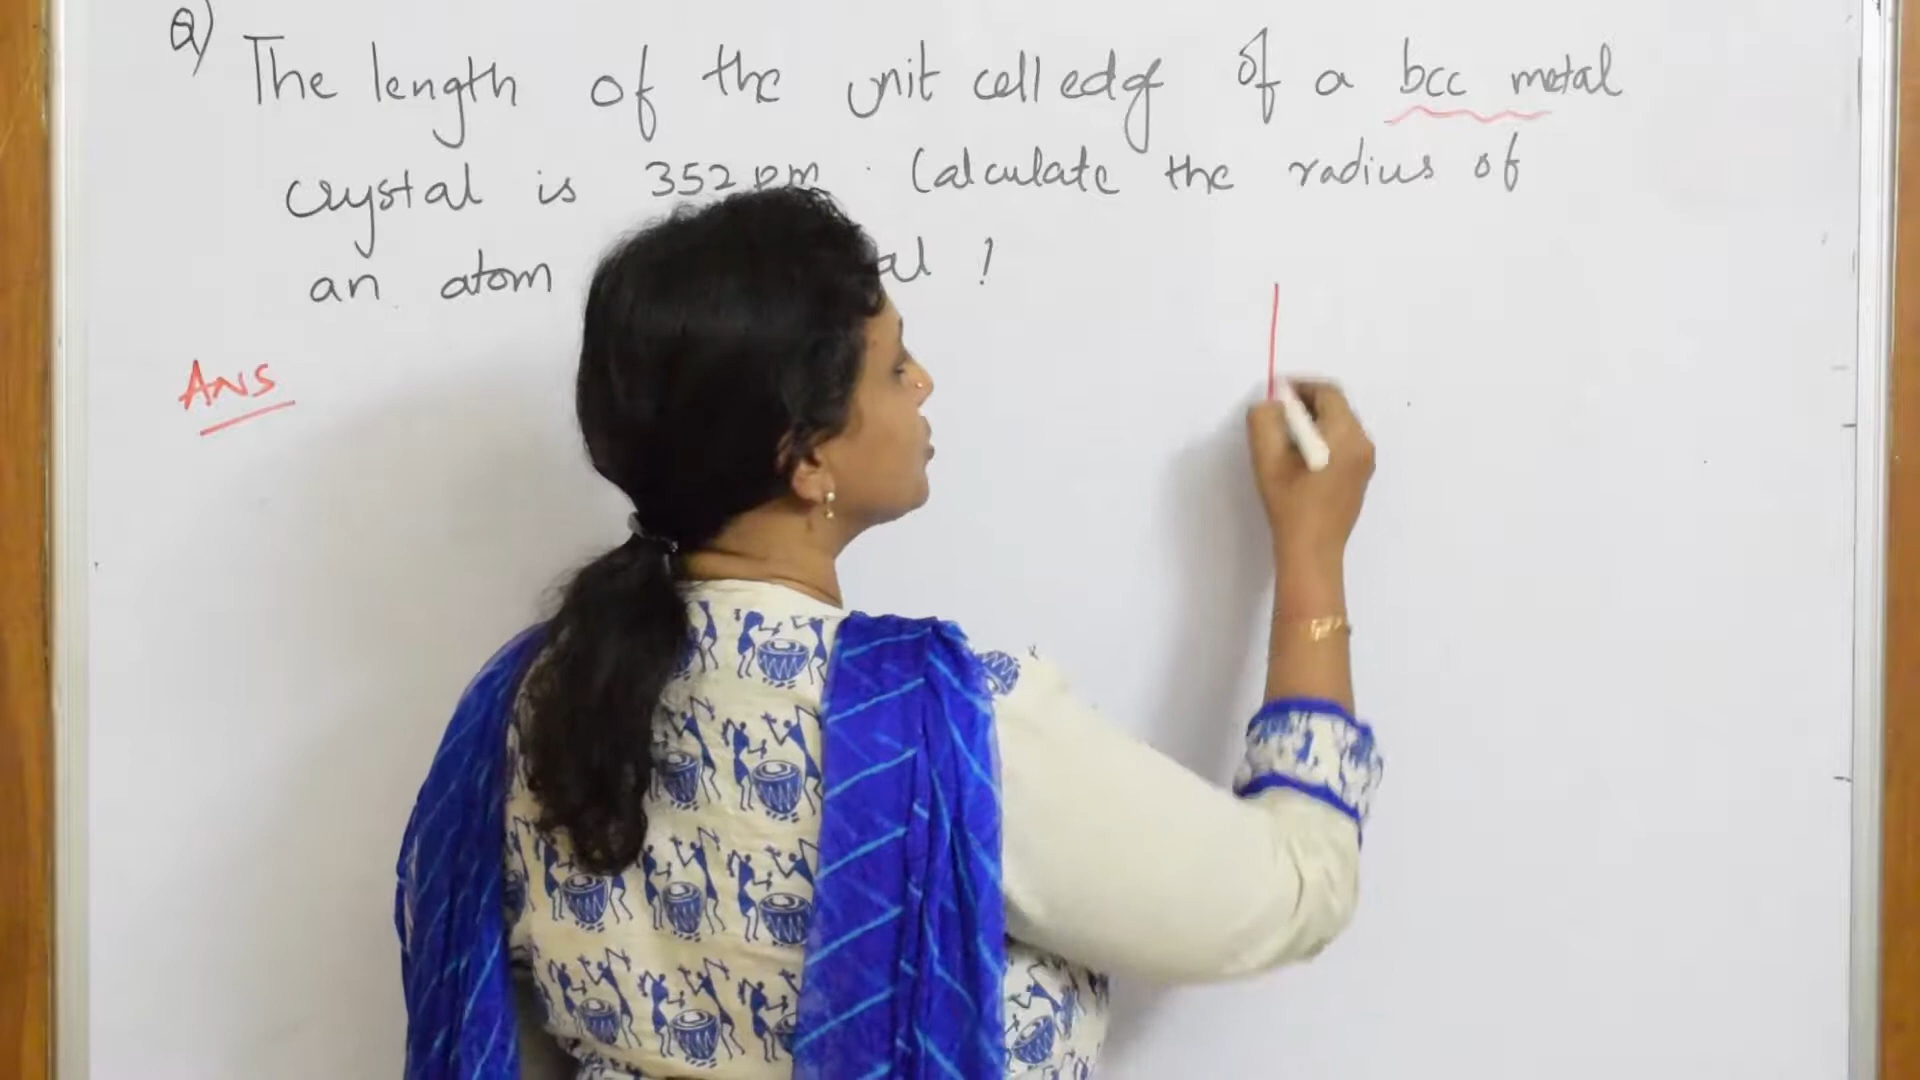 Q) The length of the unit cell edge of a bcc metal
crystal is 352 pm. Calculate the radius of
an atom al ?
Ans